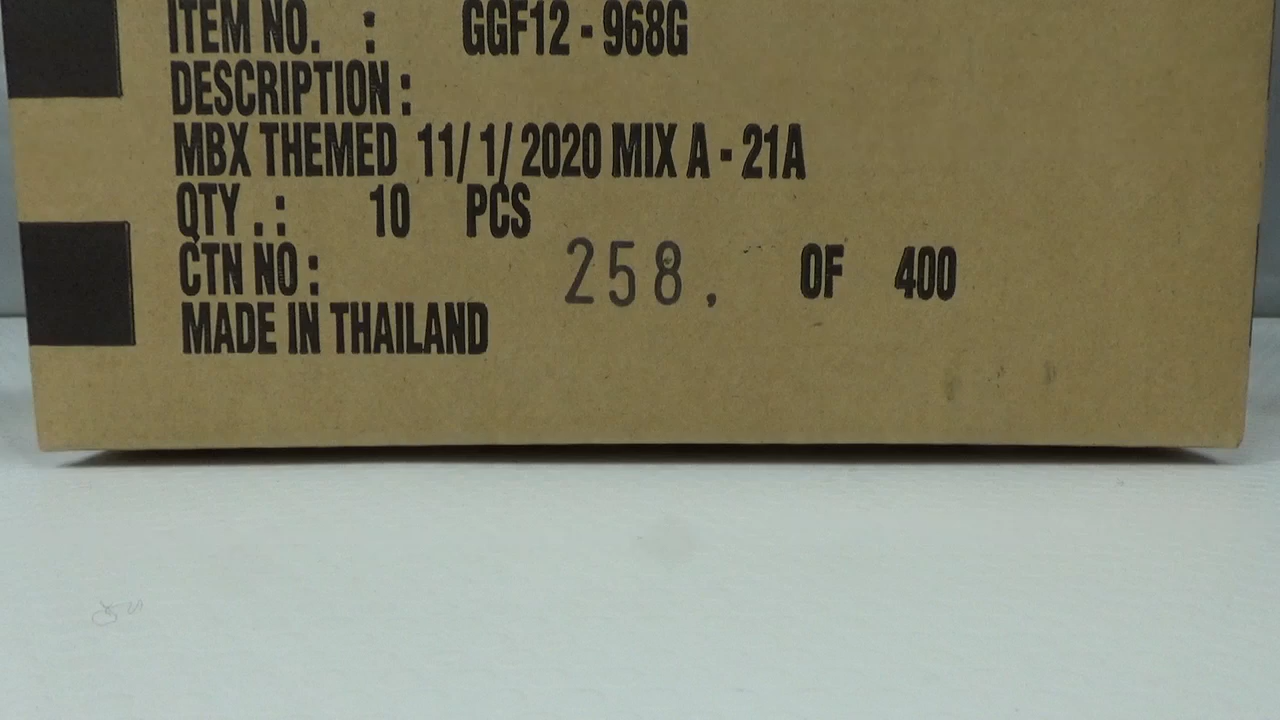 ITEM NO. : GGF12 - 968G
DESCRIPTION :
MBX THEMED 11/ 1/ 2020 MIX A - 21A
QTY . : 10 PCS
CTN NO : 258. OF 400
MADE IN THAILAND